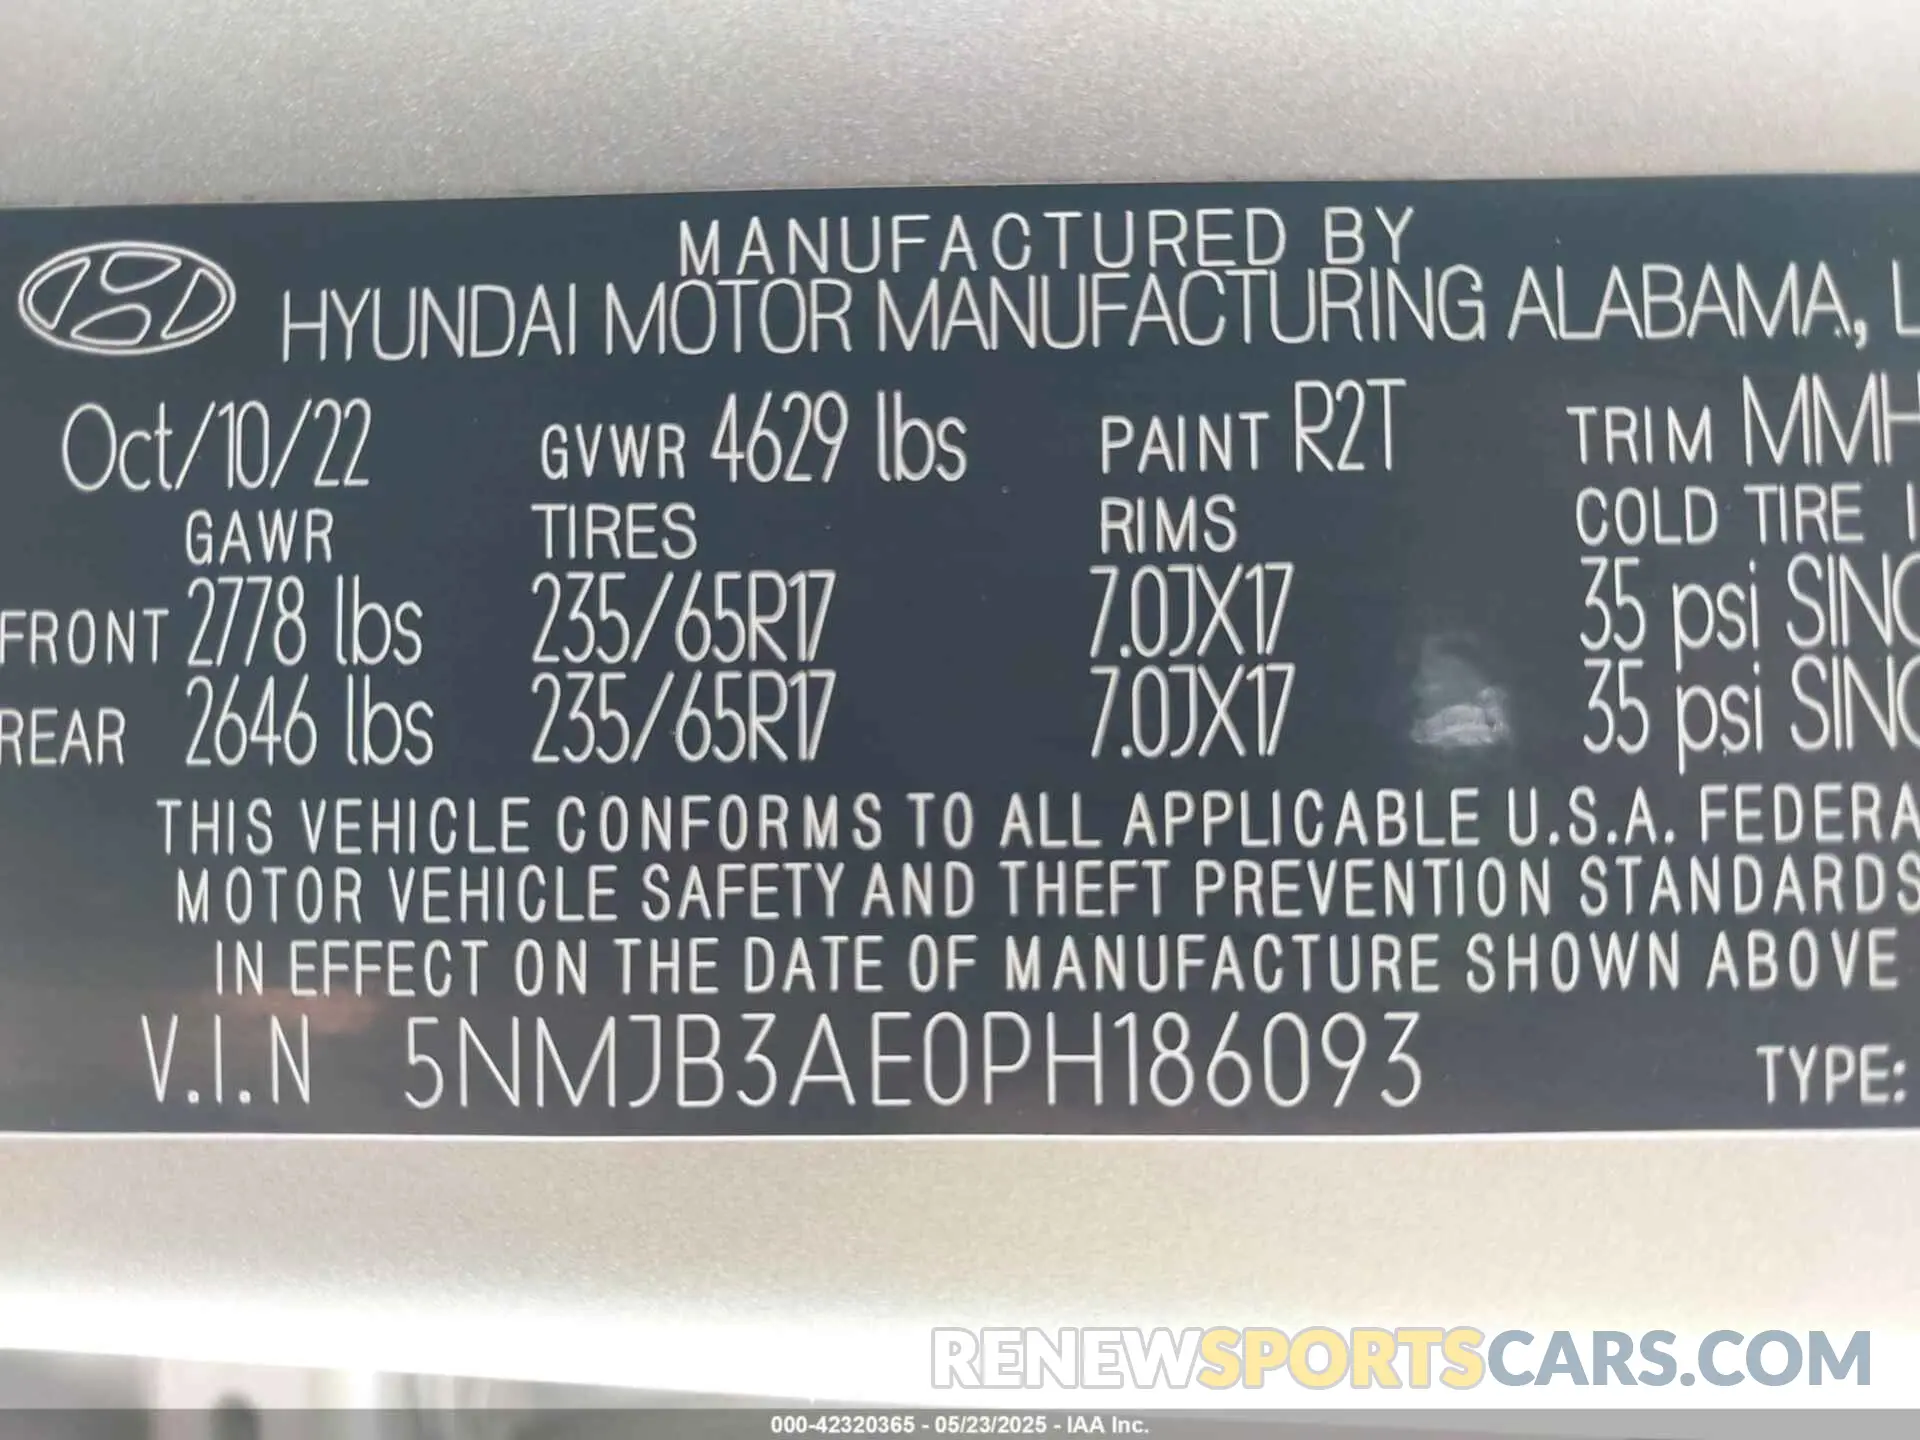 MANUFACTURED BY
HYUNDAI MOTOR MANUFACTURING ALABAMA,
Oct/10/22 GVWR 4629 lbs PAINT R2T TRIM MMH
GAWR TIRES RIMS COLD TIRE
FRONT 2778 lbs 235/65R17 7.0JX17 35 psi
REAR 2646 lbs 235/65R17 7.0JX17 35 psi
THIS VEHICLE CONFORMS TO ALL APPLICABLE U.S.A. FEDERA
MOTOR VEHICLE SAFETY AND THEFT PREVENTION STANDARDS
IN EFFECT ON THE DATE OF MANUFACTURE SHOWN ABOVE
V.I.N 5NMJB3AE0PH186093 TYPE:
RENEWSPORTSCARS.COM
000-42320365 - 05/23/2025 - IAA Inc.